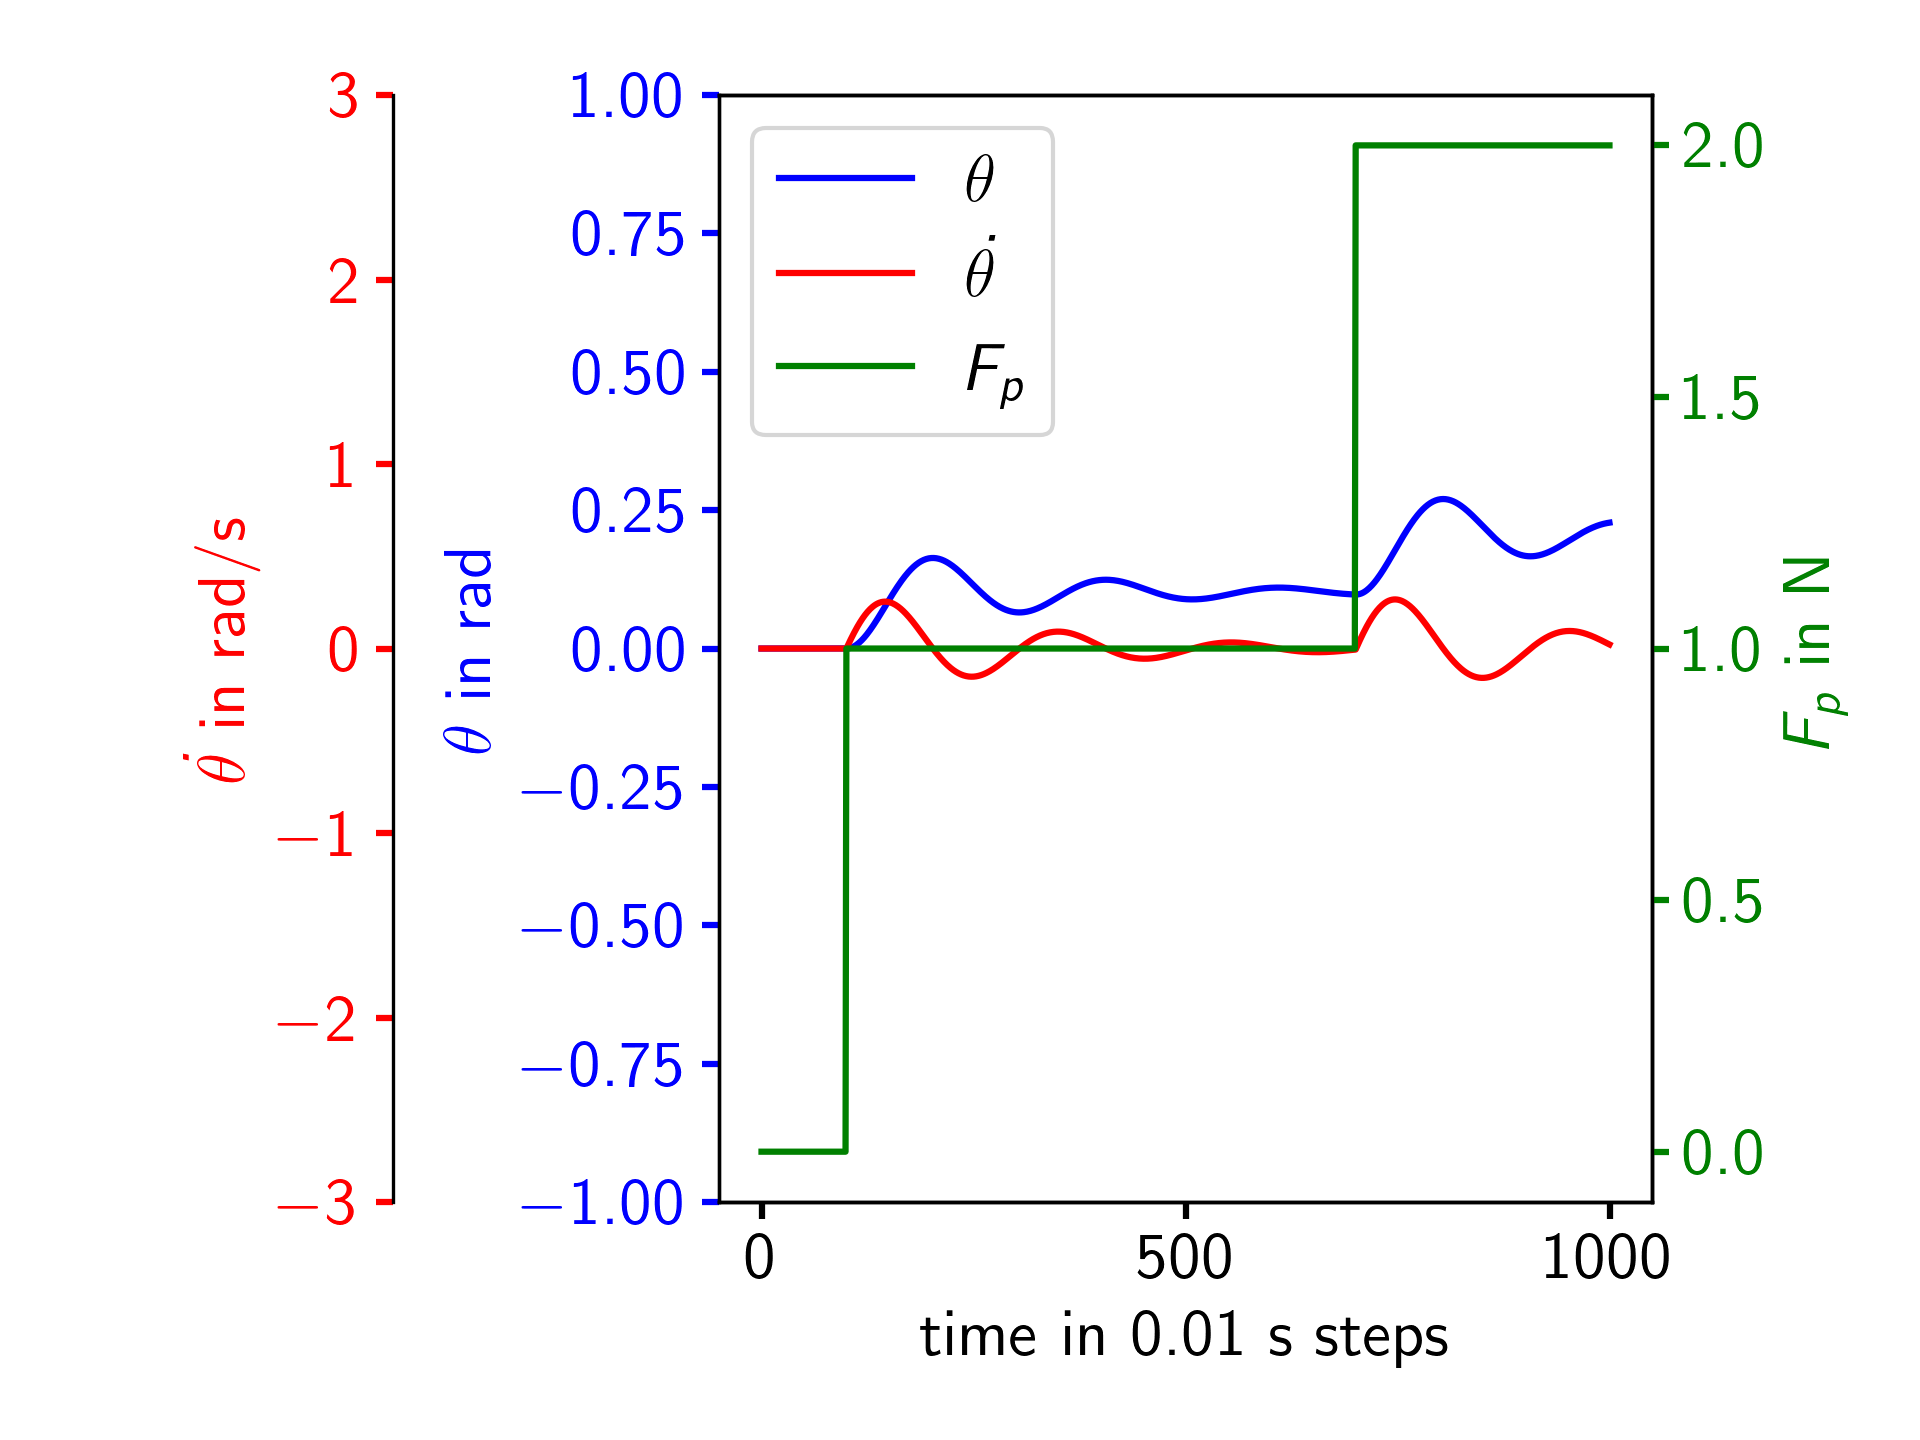 3
2
1
0
−1
−2
−3
θ̇ in rad/s
1.00
0.75
0.50
0.25
0.00
−0.25
−0.50
−0.75
−1.00
θ in rad
θ
θ̇
F_p
2.0
1.5
1.0
0.5
0.0
F_p in N
0 500 1000
time in 0.01 s steps